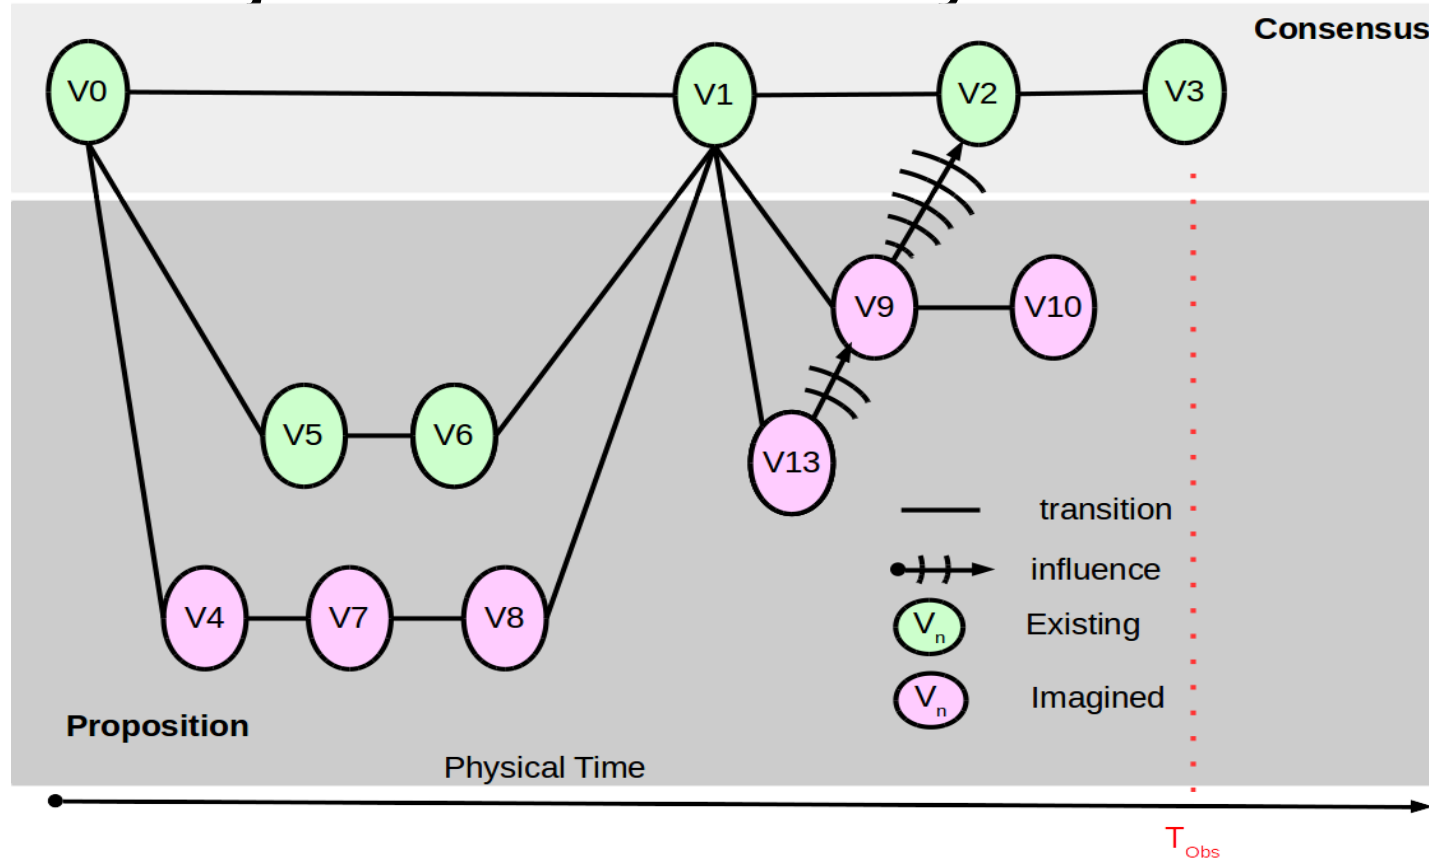 Consensus
V0
V1
V2
V3
V9
V10
V5
V6
V13
transition
influence
V4
V7
V8
Vn
Existing
Vn
Imagined
Proposition
Physical Time
TObs